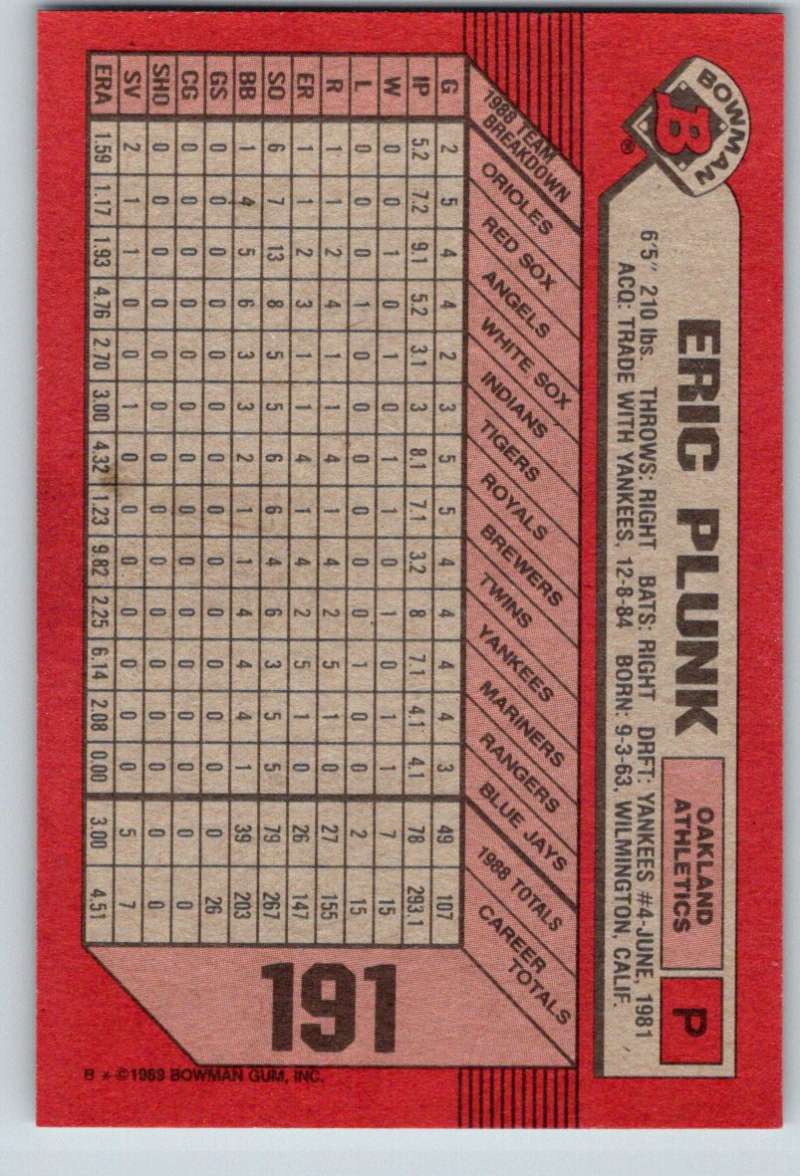 BOWMAN
B ®
ERIC PLUNK
OAKLAND
ATHLETICS
P
6'5" 210 lbs. THROWS: RIGHT BATS: RIGHT DRFT: YANKEES #4-JUNE, 1981
ACQ: TRADE WITH YANKEES, 12-8-84 BORN: 9-3-63, WILMINGTON, CALIF.
1988 TEAM
BREAKDOWN
ORIOLES
RED SOX
ANGELS
WHITE SOX
INDIANS
TIGERS
ROYALS
BREWERS
TWINS
YANKEES
MARINERS
RANGERS
BLUE JAYS
1988 TOTALS
CAREER
TOTALS
G 2 5 4 4 2 3 5 5 4 4 4 4 3 49 107
IP 5.2 7.2 9.1 5.2 3.1 3 8.1 7.1 3.2 8 7.1 4.1 4.1 78 293.1
W 0 0 1 0 1 0 1 1 0 1 0 1 1 7 15
L 0 0 0 1 0 0 0 0 0 0 1 0 0 2 15
R 1 1 2 4 1 1 4 1 4 2 5 1 0 27 155
ER 1 1 2 3 1 1 4 1 4 2 5 1 0 26 147
SO 6 7 13 8 5 5 6 6 4 6 3 5 5 79 267
BB 1 4 5 6 3 3 2 1 1 4 4 4 1 39 203
GS 0 0 0 0 0 0 0 0 0 0 0 0 0 0 26
CG 0 0 0 0 0 0 0 0 0 0 0 0 0 0 0
SHO 0 0 0 0 0 0 0 0 0 0 0 0 0 0 0
SV 2 1 1 0 0 1 0 0 0 0 0 0 0 5 7
ERA 1.59 1.17 1.93 4.76 2.70 3.00 4.32 1.23 9.82 2.25 6.14 2.08 0.00 3.00 4.51
191
B * ©1989 BOWMAN GUM, INC.